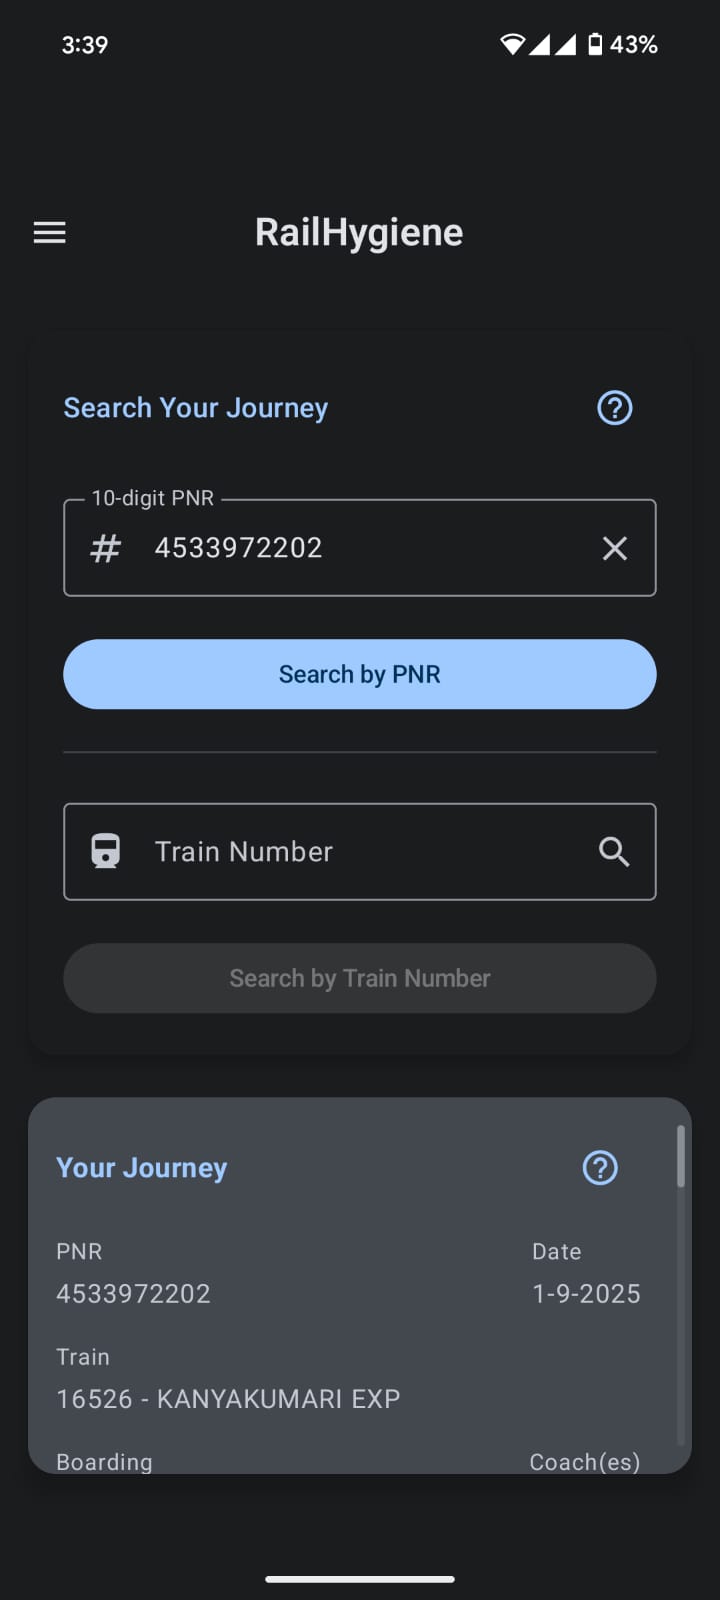 3:39 43%
RailHygiene
Search Your Journey
10-digit PNR
# 4533972202
Search by PNR
Train Number
Search by Train Number
Your Journey
PNR Date
4533972202 1-9-2025
Train
16526 - KANYAKUMARI EXP
Boarding Coach(es)